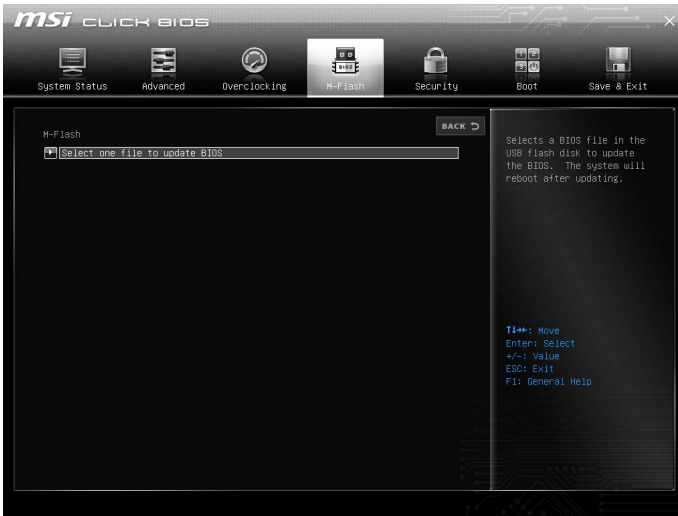 msi CLICK BIOS
System Status
Advanced
Overclocking
M-Flash
Security
Boot
Save & Exit
BACK
M-Flash
Select one file to update BIOS
Selects a BIOS file in the
USB flash disk to update
the BIOS. The system will
reboot after updating.
↑↓→←: Move
Enter: Select
+/-: Value
ESC: Exit
F1: General Help